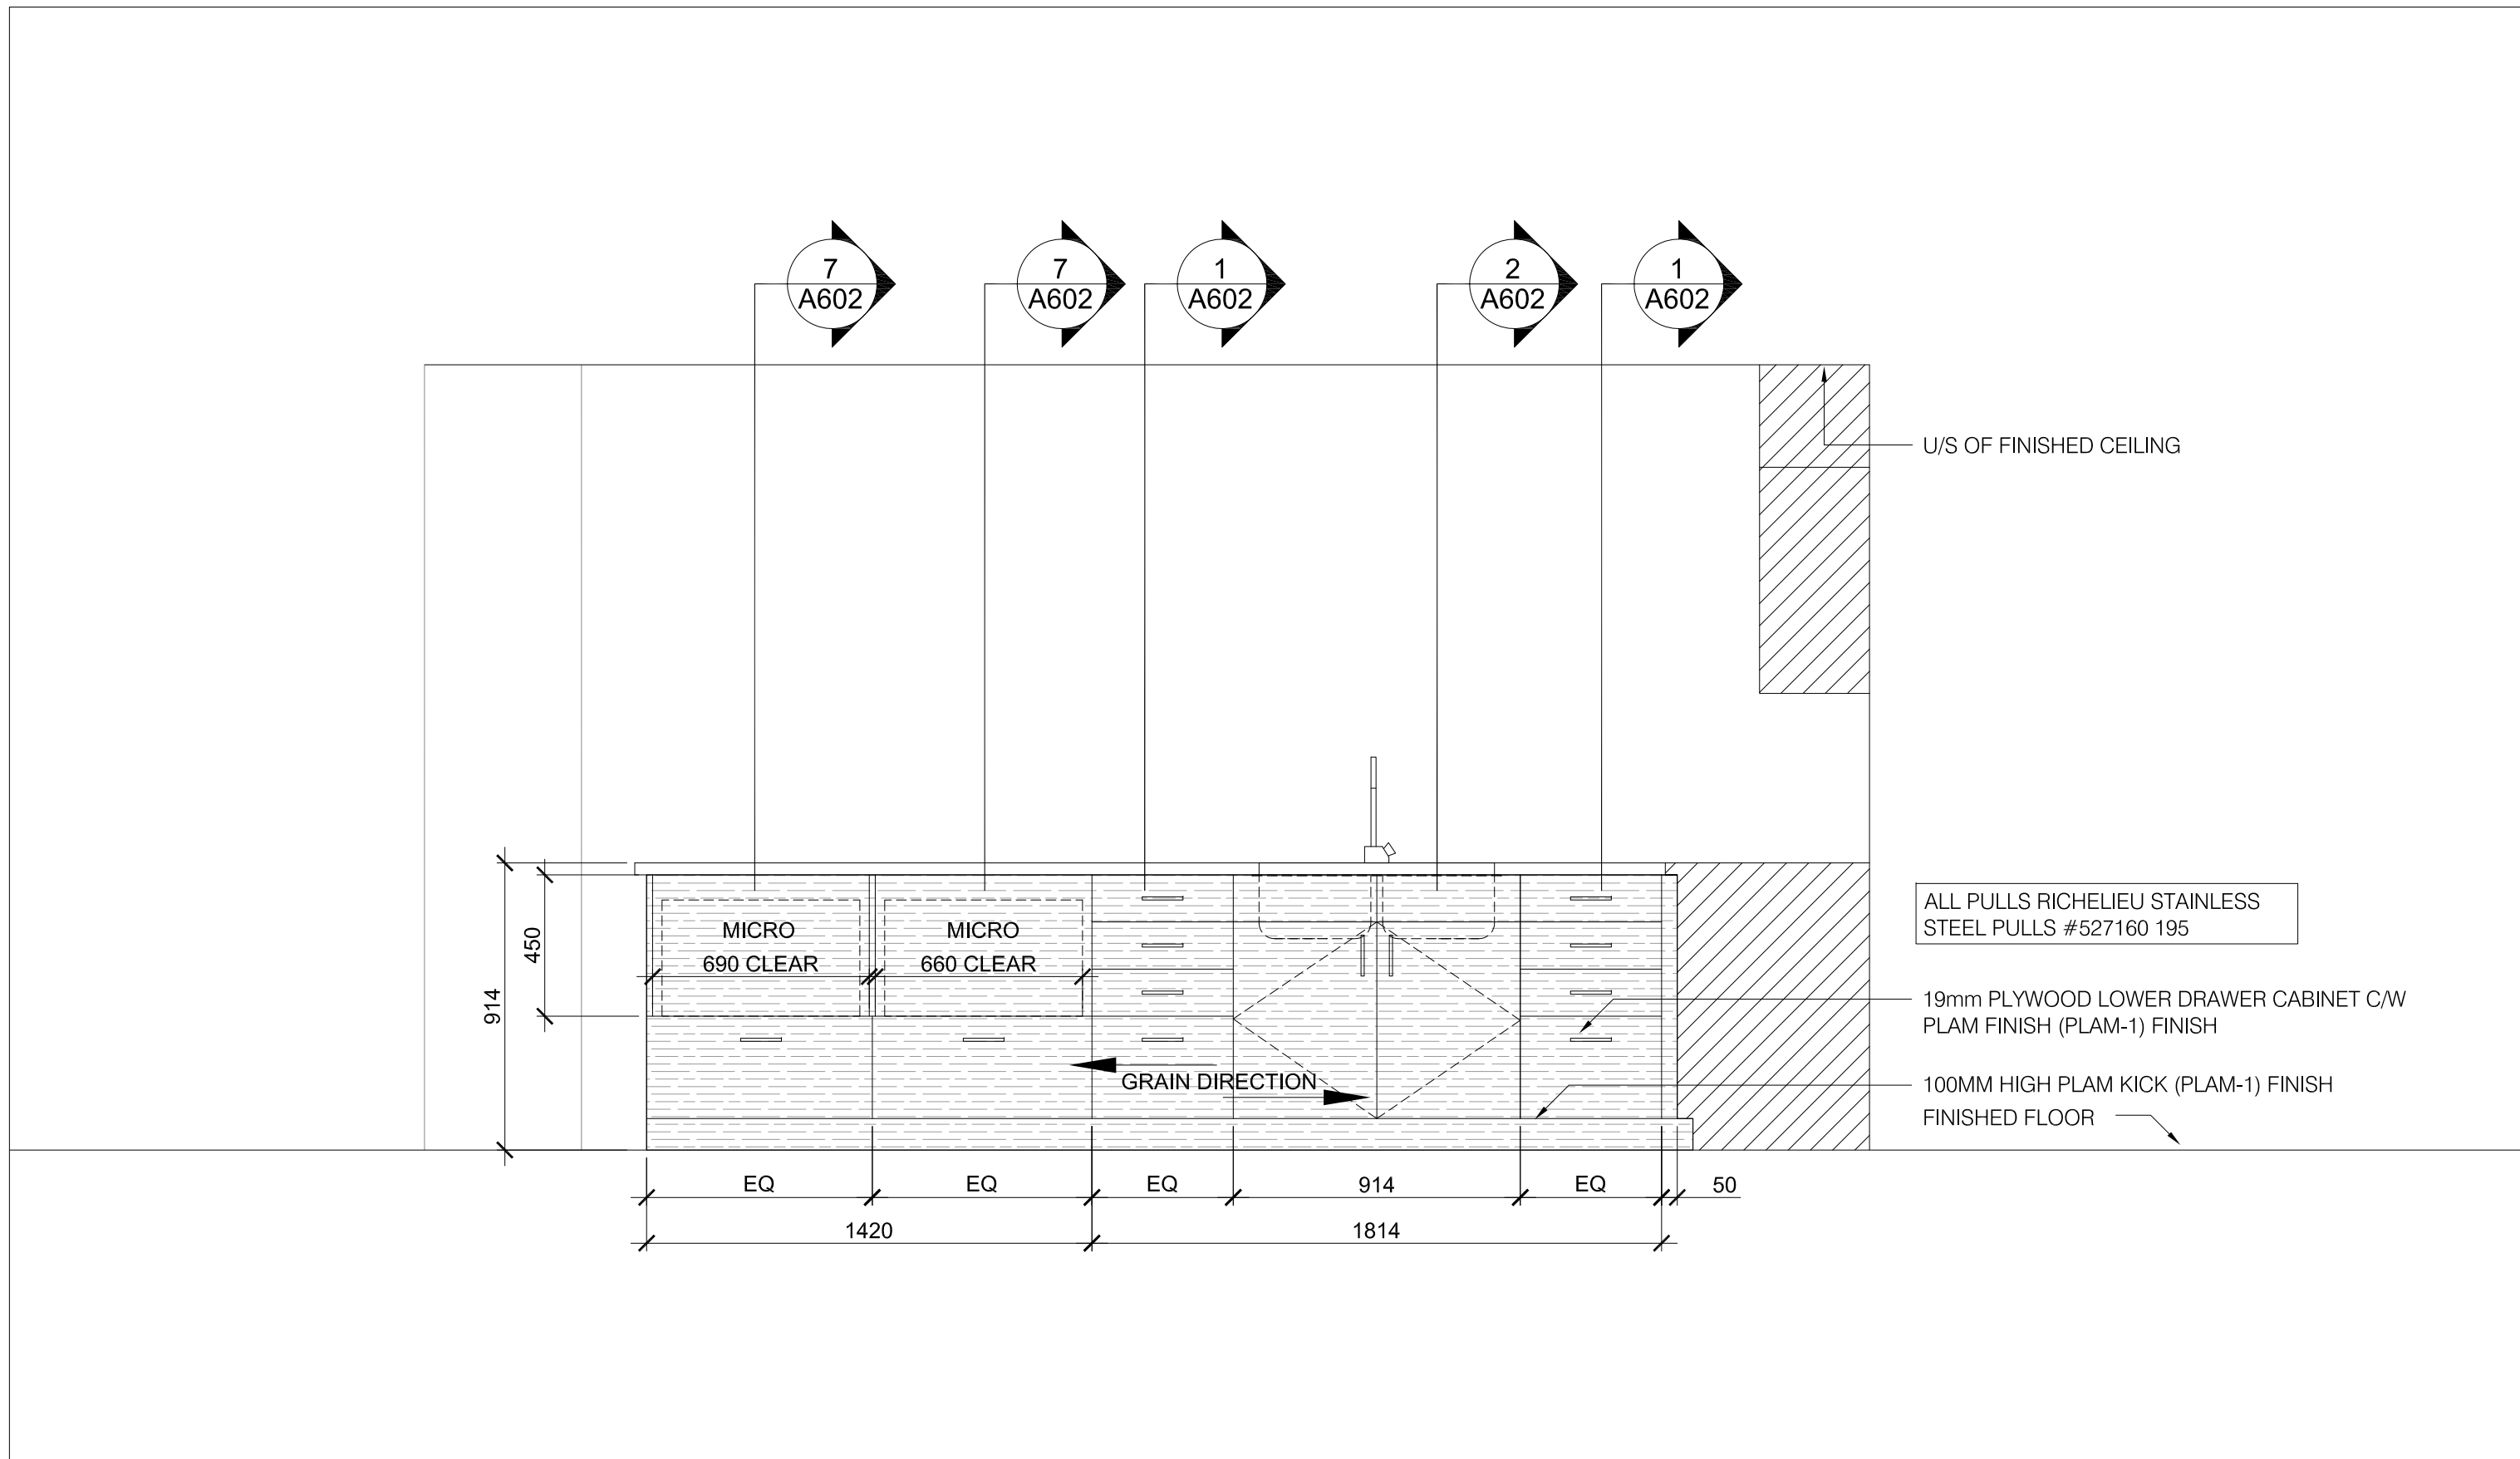 7
A602
7
A602
1
A602
2
A602
1
A602
U/S OF FINISHED CEILING
ALL PULLS RICHELIEU STAINLESS
STEEL PULLS #527160 195
MICRO
690 CLEAR
MICRO
660 CLEAR
450
914
19mm PLYWOOD LOWER DRAWER CABINET C/W
PLAM FINISH (PLAM-1) FINISH
GRAIN DIRECTION
100MM HIGH PLAM KICK (PLAM-1) FINISH
FINISHED FLOOR
EQ
EQ
EQ
914
EQ
50
1420
1814